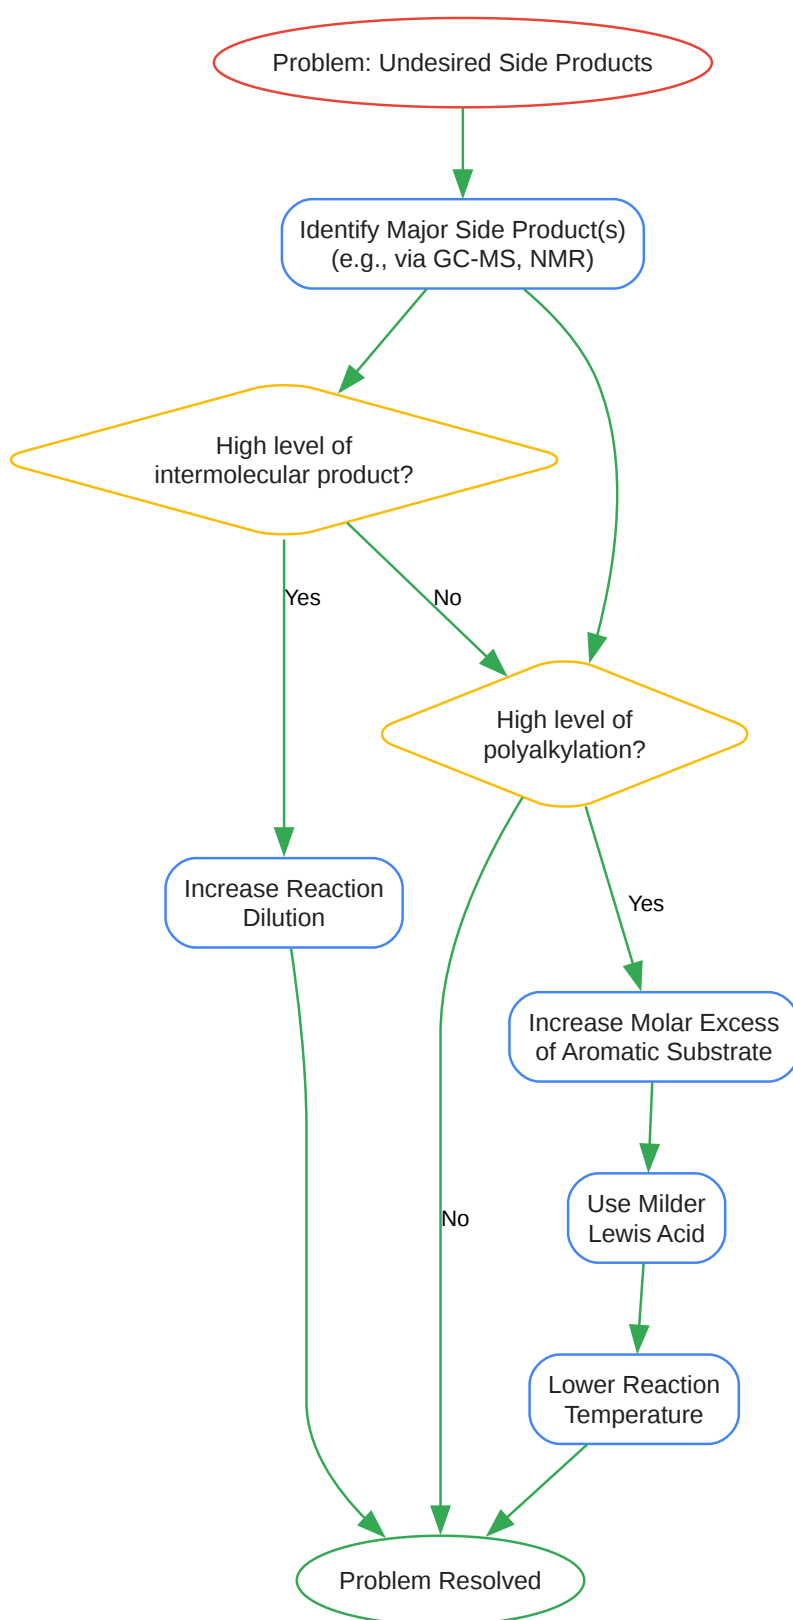 Problem: Undesired Side Products
Identify Major Side Product(s)
(e.g., via GC-MS, NMR)
High level of
intermolecular product?
Yes
No
High level of
polyalkylation?
Increase Reaction
Dilution
Yes
Increase Molar Excess
of Aromatic Substrate
Use Milder
Lewis Acid
No
Lower Reaction
Temperature
Problem Resolved